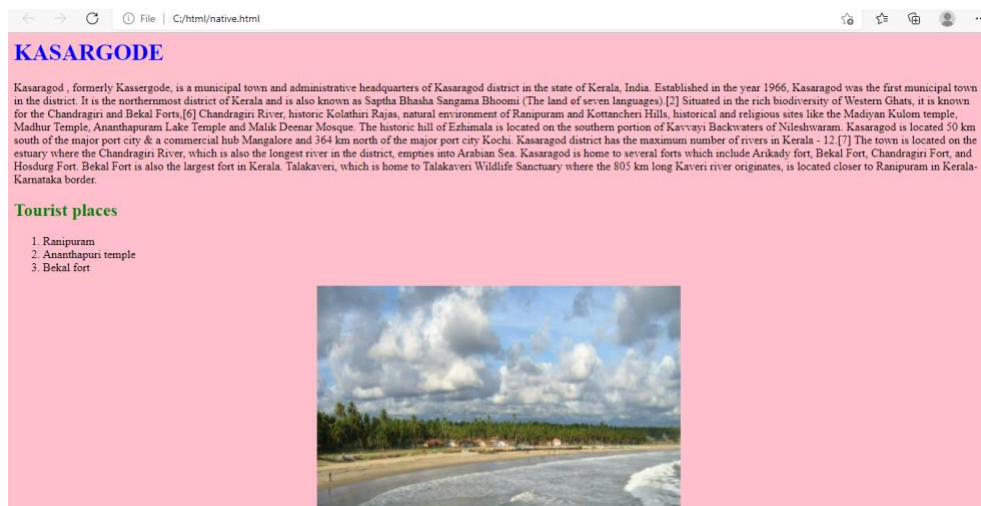 File | C:/html/native.html
KASARGODE
Kasaragod , formerly Kassergode, is a municipal town and administrative headquarters of Kasaragod district in the state of Kerala, India. Established in the year 1966, Kasaragod was the first municipal town
in the district. It is the northernmost district of Kerala and is also known as Saptha Bhasha Sangama Bhoomi (The land of seven languages).[2] Situated in the rich biodiversity of Western Ghats, it is known
for the Chandragiri and Bekal Forts,[6] Chandragiri River, historic Kolathiri Rajas, natural environment of Ranipuram and Kottancheri Hills, historical and religious sites like the Madiyan Kulom temple,
Madhur Temple, Ananthapuram Lake Temple and Malik Deenar Mosque. The historic hill of Ezhimala is located on the southern portion of Kavvayi Backwaters of Nileshwaram. Kasaragod is located 50 km
south of the major port city & a commercial hub Mangalore and 364 km north of the major port city Kochi. Kasaragod district has the maximum number of rivers in Kerala - 12.[7] The town is located on the
estuary where the Chandragiri River, which is also the longest river in the district, empties into Arabian Sea. Kasaragod is home to several forts which include Arikady fort, Bekal Fort, Chandragiri Fort, and
Hosdurg Fort. Bekal Fort is also the largest fort in Kerala. Talakaveri, which is home to Talakaveri Wildlife Sanctuary where the 805 km long Kaveri river originates, is located closer to Ranipuram in Kerala-
Karnataka border.
Tourist places
1. Ranipuram
2. Ananthapuri temple
3. Bekal fort